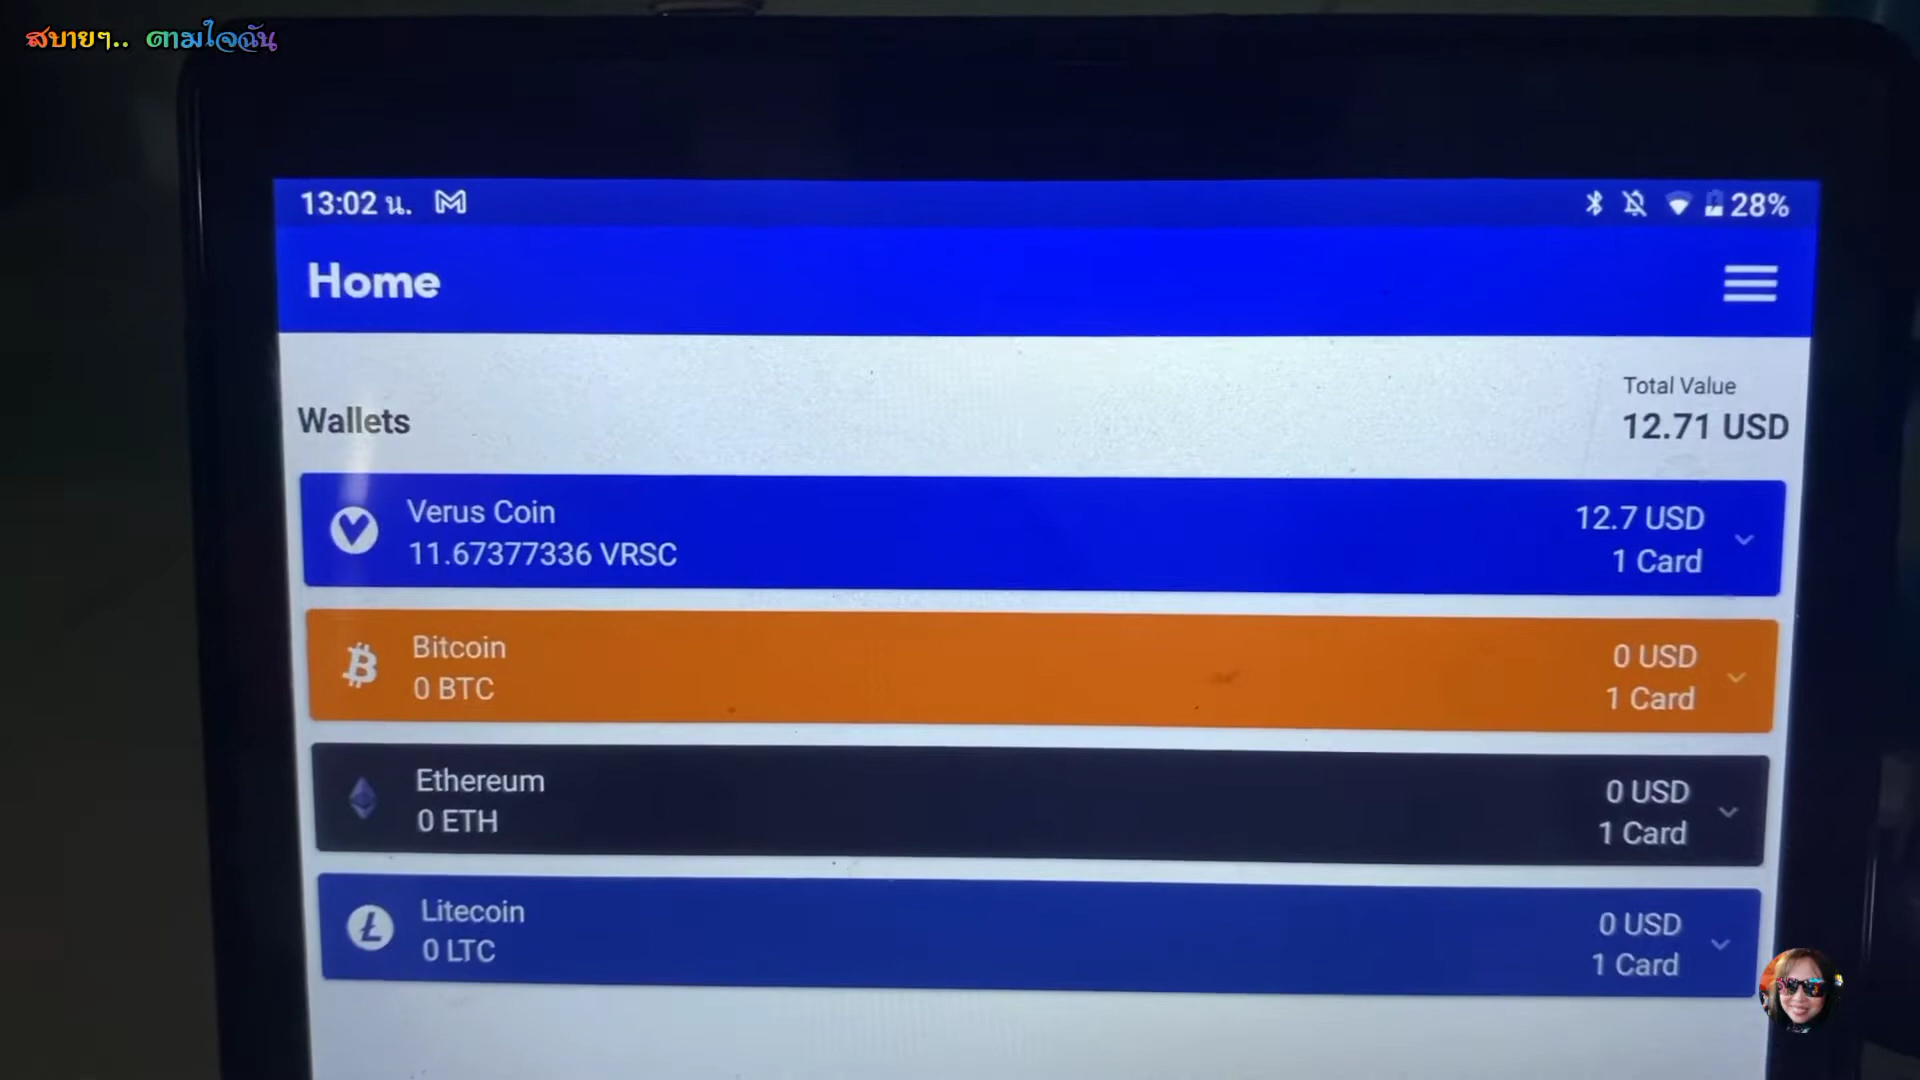 สบายๆ.. ตามใจฉัน
13:02 น.
28%
Home
Total Value
Wallets
12.71 USD
Verus Coin
12.7 USD
11.67377336 VRSC
1 Card
Bitcoin
0 USD
0 BTC
1 Card
Ethereum
0 USD
0 ETH
1 Card
Litecoin
0 USD
0 LTC
1 Card